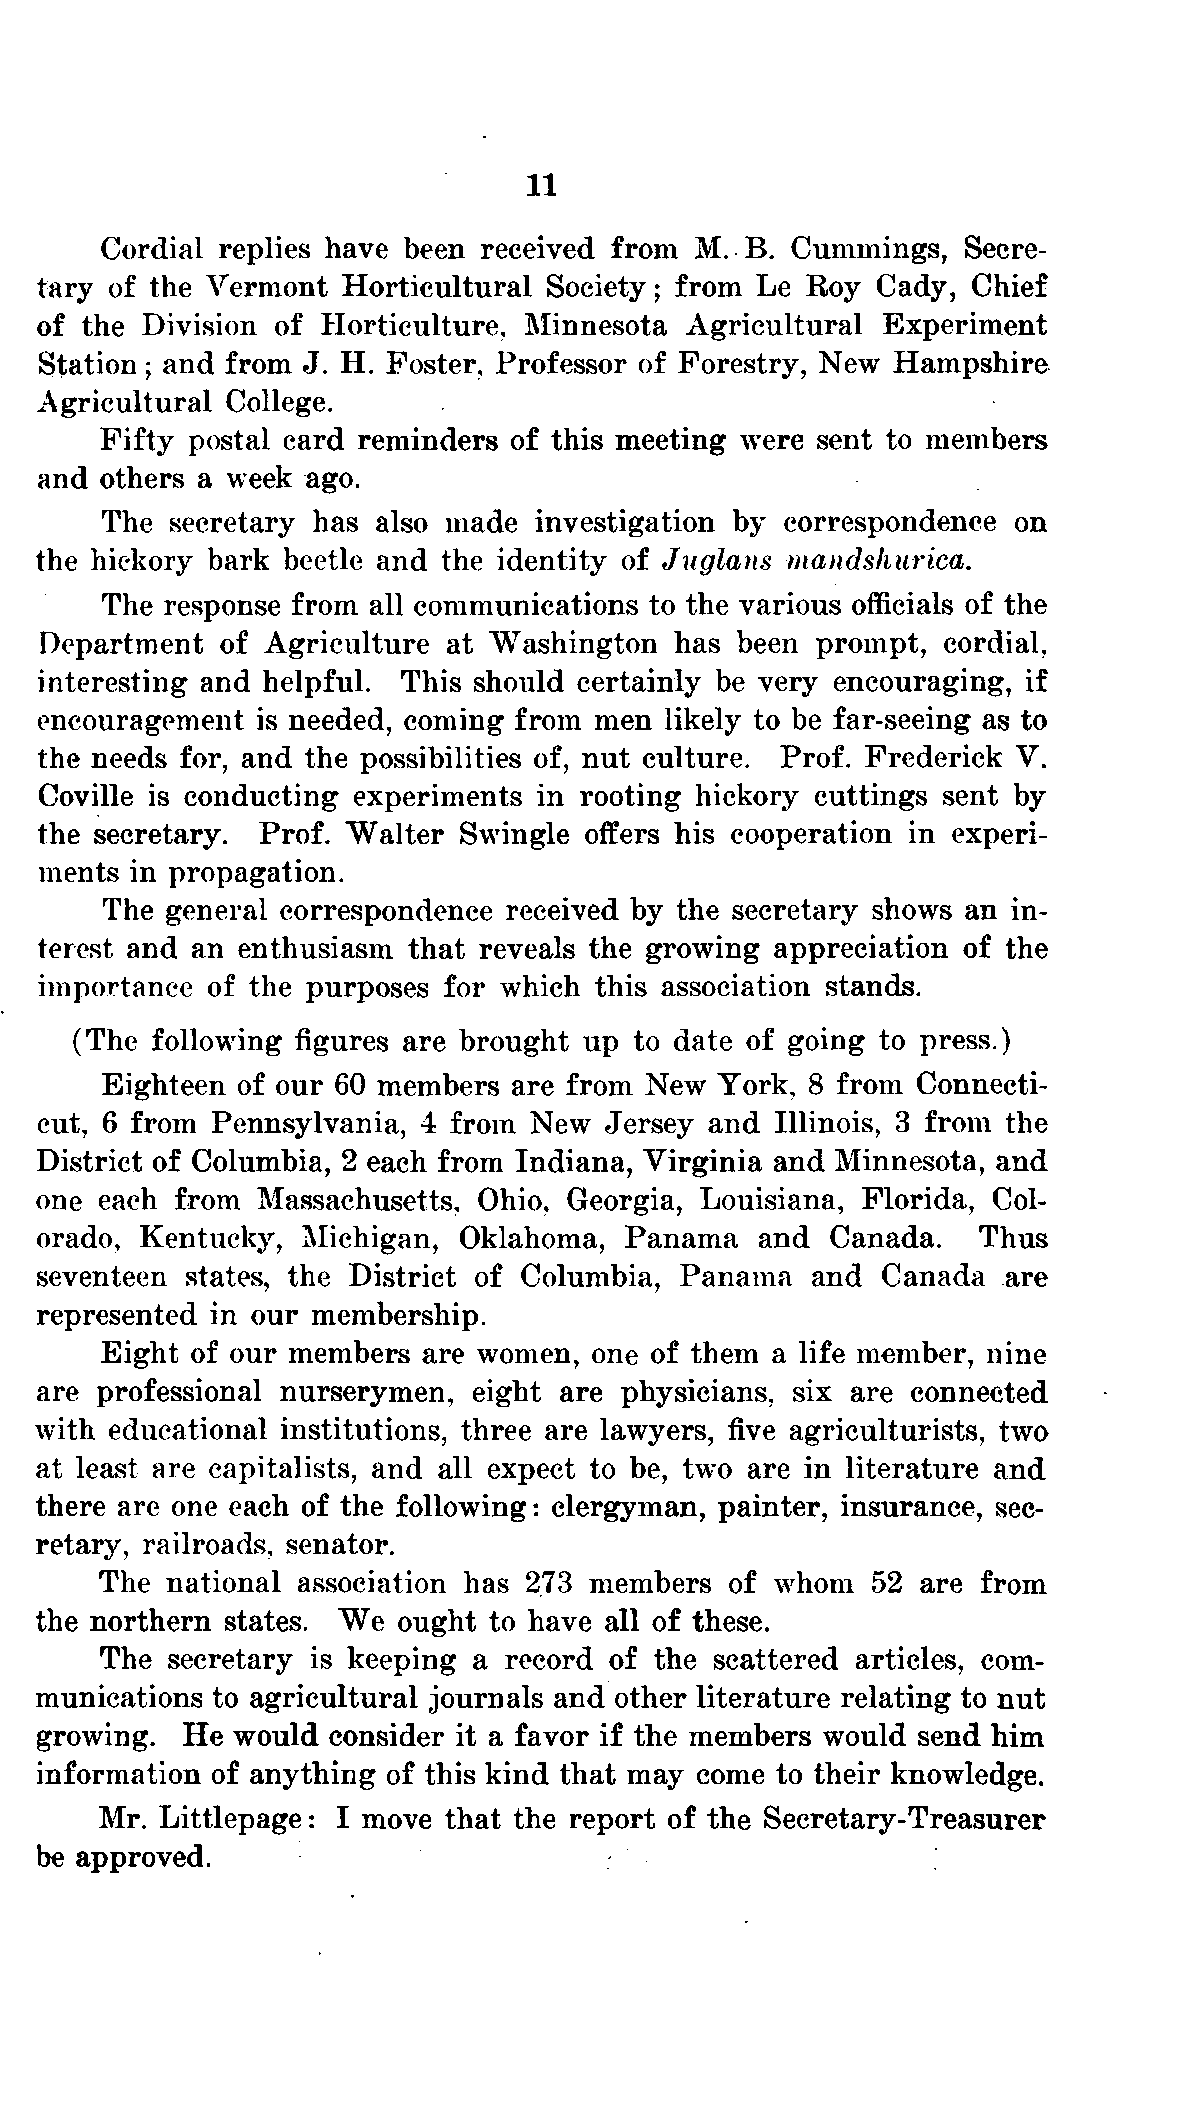 11
Cordial replies have been received from M. B. Cummings, Secre-
tary of the Vermont Horticultural Society; from Le Roy Cady, Chief
of the Division of Horticulture, Minnesota Agricultural Experiment
Station; and from J. H. Foster, Professor of Forestry, New Hampshire
Agricultural College.
Fifty postal card reminders of this meeting were sent to members
and others a week ago.
The secretary has also made investigation by correspondence on
the hickory bark beetle and the identity of Juglans mandshurica.
The response from all communications to the various officials of the
Department of Agriculture at Washington has been prompt, cordial,
interesting and helpful. This should certainly be very encouraging, if
encouragement is needed, coming from men likely to be far-seeing as to
the needs for, and the possibilities of, nut culture. Prof. Frederick V.
Coville is conducting experiments in rooting hickory cuttings sent by
the secretary. Prof. Walter Swingle offers his cooperation in experi-
ments in propagation.
The general correspondence received by the secretary shows an in-
terest and an enthusiasm that reveals the growing appreciation of the
importance of the purposes for which this association stands.
(The following figures are brought up to date of going to press.)
Eighteen of our 60 members are from New York, 8 from Connecti-
cut, 6 from Pennsylvania, 4 from New Jersey and Illinois, 3 from the
District of Columbia, 2 each from Indiana, Virginia and Minnesota, and
one each from Massachusetts, Ohio, Georgia, Louisiana, Florida, Col-
orado, Kentucky, Michigan, Oklahoma, Panama and Canada. Thus
seventeen states, the District of Columbia, Panama and Canada are
represented in our membership.
Eight of our members are women, one of them a life member, nine
are professional nurserymen, eight are physicians, six are connected
with educational institutions, three are lawyers, five agriculturists, two
at least are capitalists, and all expect to be, two are in literature and
there are one each of the following: clergyman, painter, insurance, sec-
retary, railroads, senator.
The national association has 273 members of whom 52 are from
the northern states. We ought to have all of these.
The secretary is keeping a record of the scattered articles, com-
munications to agricultural journals and other literature relating to nut
growing. He would consider it a favor if the members would send him
information of anything of this kind that may come to their knowledge.
Mr. Littlepage: I move that the report of the Secretary-Treasurer
be approved.